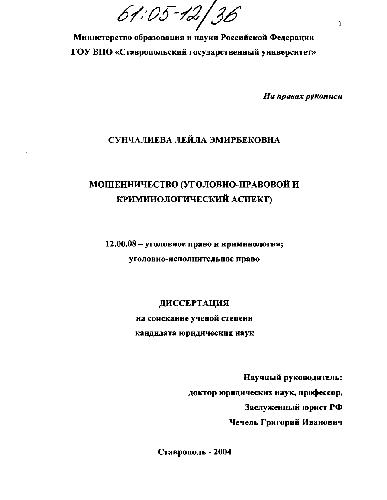 61:05-12/36
1
Министерство образования и науки Российской Федерации
ГОУ ВПО «Ставропольский государственный университет»
На правах рукописи
СУНЧАЛИЕВА ЛЕЙЛА ЭМИРБЕКОВНА
МОШЕННИЧЕСТВО (УГОЛОВНО-ПРАВОВОЙ И
КРИМИНОЛОГИЧЕСКИЙ АСПЕКТ)
12.00.08 – уголовное право и криминология;
уголовно-исполнительное право
ДИССЕРТАЦИЯ
на соискание ученой степени
кандидата юридических наук
Научный руководитель:
доктор юридических наук, профессор,
Заслуженный юрист РФ
Чечель Григорий Иванович
Ставрополь - 2004